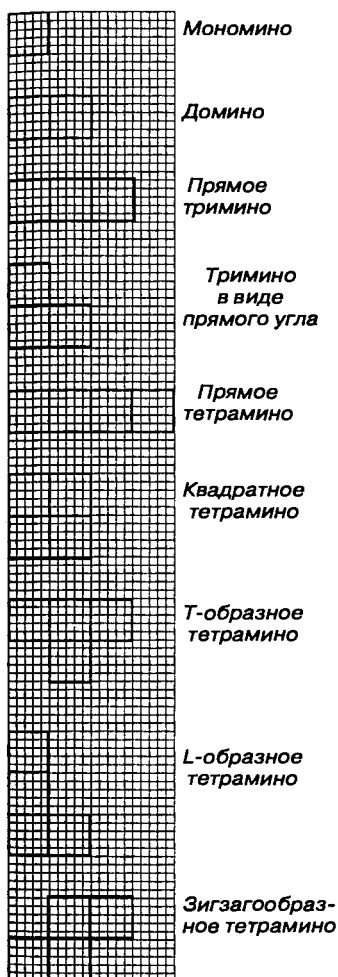 Мономино
Домино
Прямое
тримино
Тримино
в виде
прямого угла
Прямое
тетрамино
Квадратное
тетрамино
Т-образное
тетрамино
L-образное
тетрамино
Зигзагообраз-
ное тетрамино